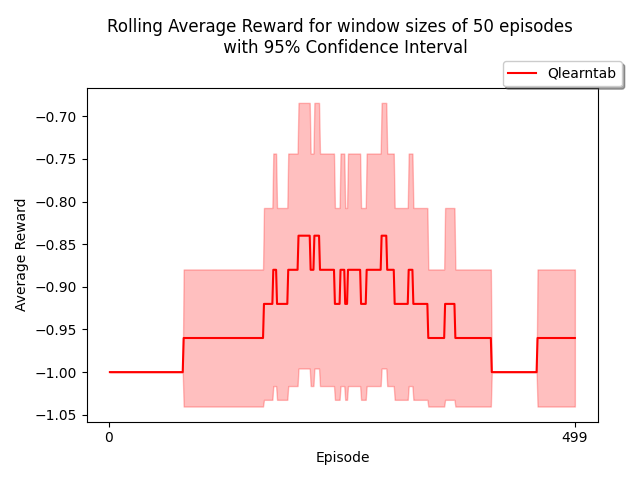 Rolling Average Reward for window sizes of 50 episodes
with 95% Confidence Interval
Qlearntab
−0.70
−0.75
−0.80
−0.85
−0.90
−0.95
−1.00
−1.05
Average Reward
0
499
Episode